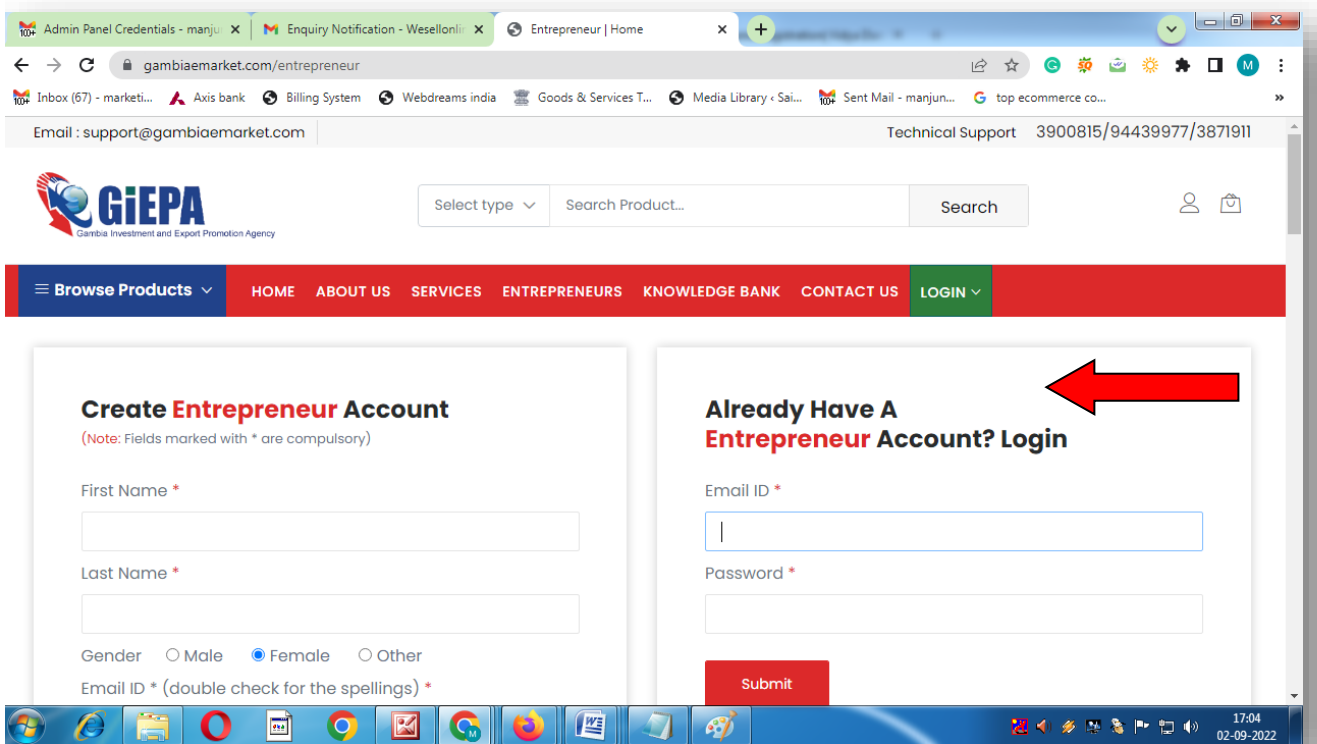 Admin Panel Credentials - manju
Enquiry Notification - Wesellonlin
Entrepreneur | Home
gambiaemarket.com/entrepreneur
M
Inbox (67) - marketi...
Axis bank
Billing System
Webdreams india
Goods & Services T...
Media Library ‹ Sai...
Sent Mail - manjun...
G top ecommerce co...
»
Email : support@gambiaemarket.com
Technical Support 3900815/94439977/3871911
GiEPA
Gambia Investment and Export Promotion Agency
Select type
Search Product...
Search
Browse Products
HOME ABOUT US SERVICES ENTREPRENEURS KNOWLEDGE BANK CONTACT US LOGIN
Create Entrepreneur Account
(Note: Fields marked with * are compulsory)
First Name *
Last Name *
Gender Male Female Other
Email ID * (double check for the spellings) *
Already Have A
Entrepreneur Account? Login
Email ID *
Password *
Submit
17:04
02-09-2022